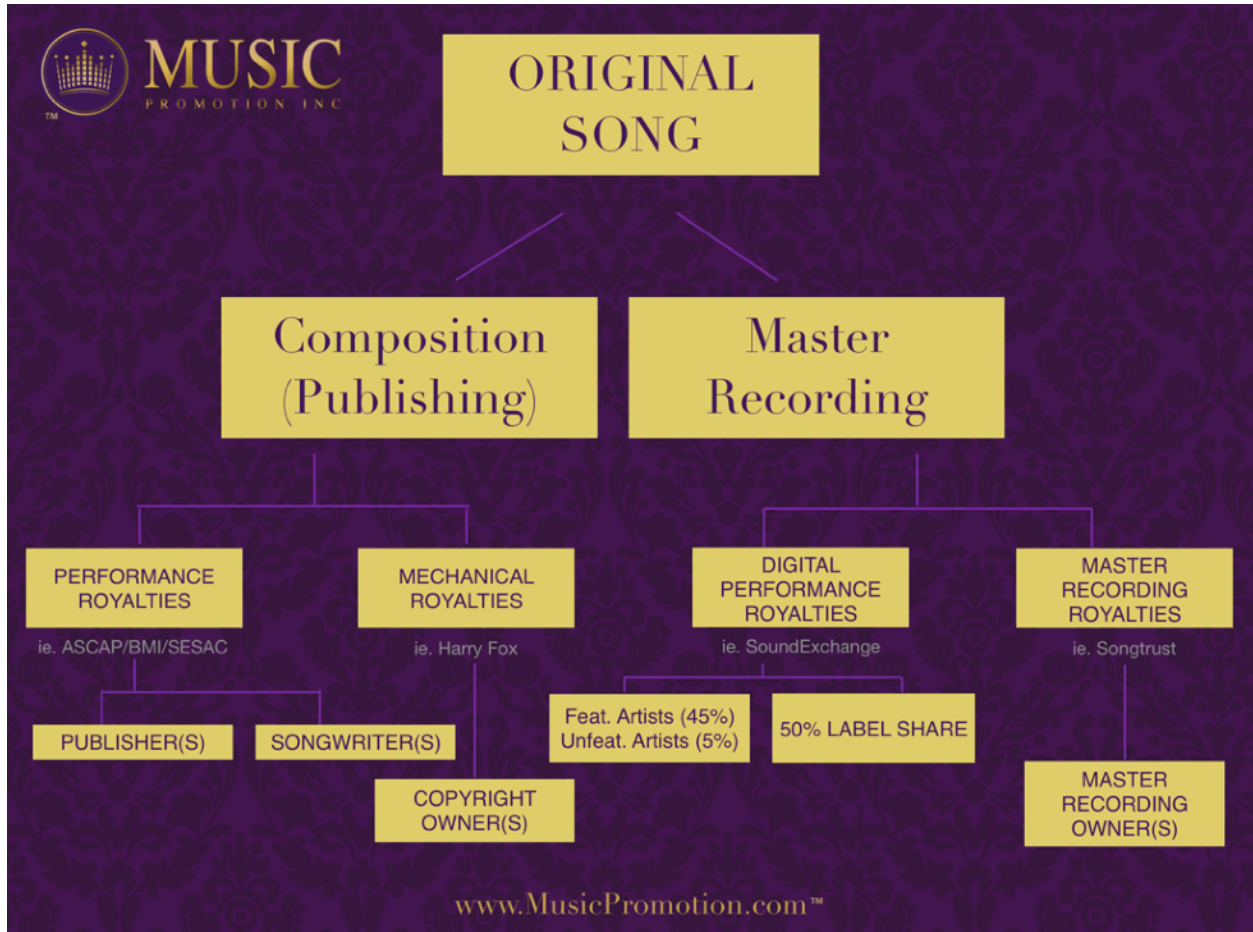 MUSIC
PROMOTION INC
TM
ORIGINAL
SONG
Composition
(Publishing)
Master
Recording
PERFORMANCE
ROYALTIES
ie. ASCAP/BMI/SESAC
MECHANICAL
ROYALTIES
ie. Harry Fox
DIGITAL
PERFORMANCE
ROYALTIES
ie. SoundExchange
MASTER
RECORDING
ROYALTIES
ie. Songtrust
PUBLISHER(S)
SONGWRITER(S)
COPYRIGHT
OWNER(S)
Feat. Artists (45%)
Unfeat. Artists (5%)
50% LABEL SHARE
MASTER
RECORDING
OWNER(S)
www.MusicPromotion.com™